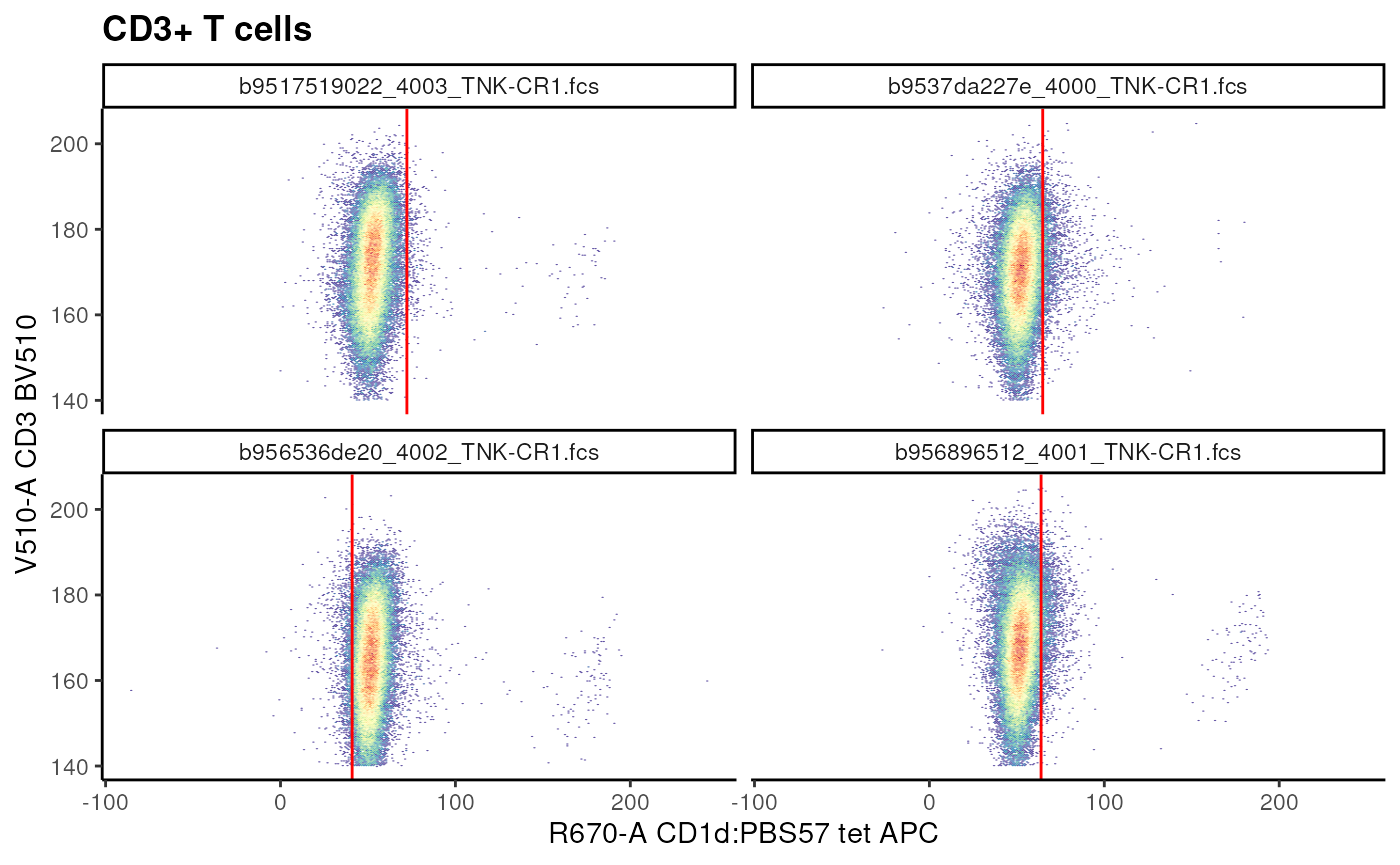 CD3+ T cells
b9517519022_4003_TNK-CR1.fcs
b9537da227e_4000_TNK-CR1.fcs
200
180
160
140
b956536de20_4002_TNK-CR1.fcs
b956896512_4001_TNK-CR1.fcs
200
180
160
140
V510-A CD3 BV510
-100 0 100 200
-100 0 100 200
R670-A CD1d:PBS57 tet APC